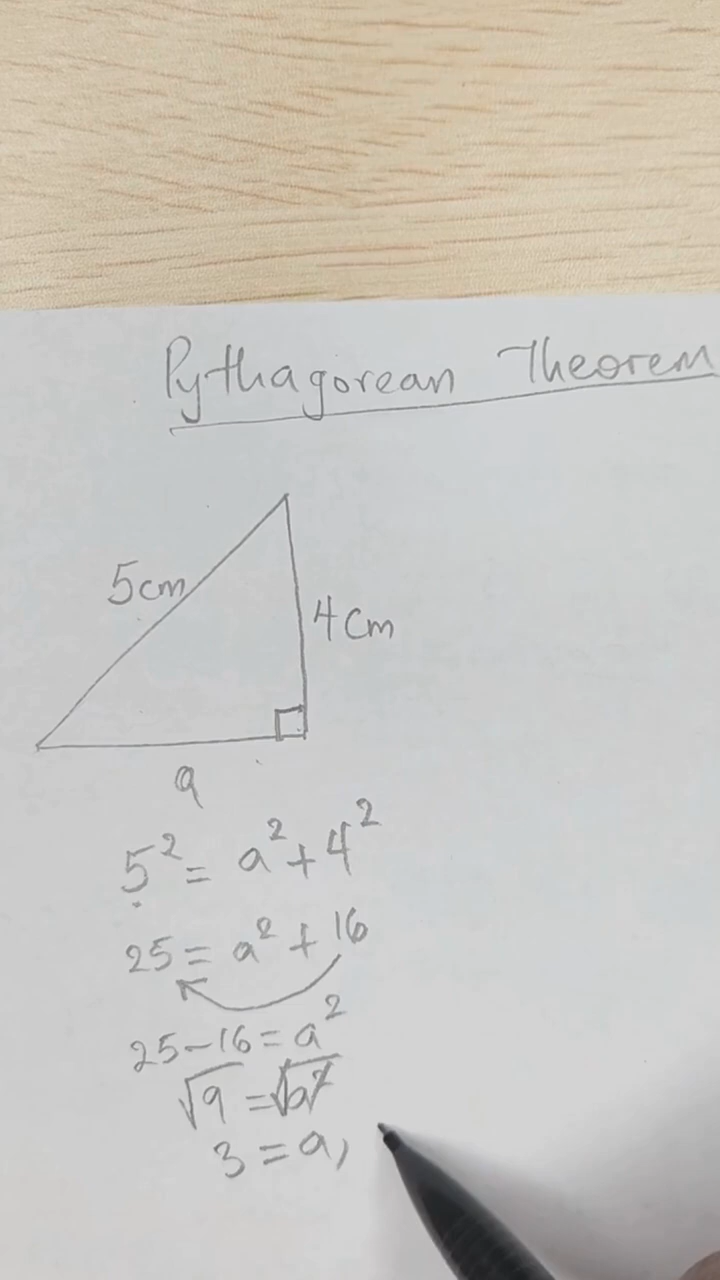 Pythagorean Theorem
5cm
4cm
a
5² = a² + 4²
25 = a² + 16
25 - 16 = a²
√9 = √a²
3 = a,